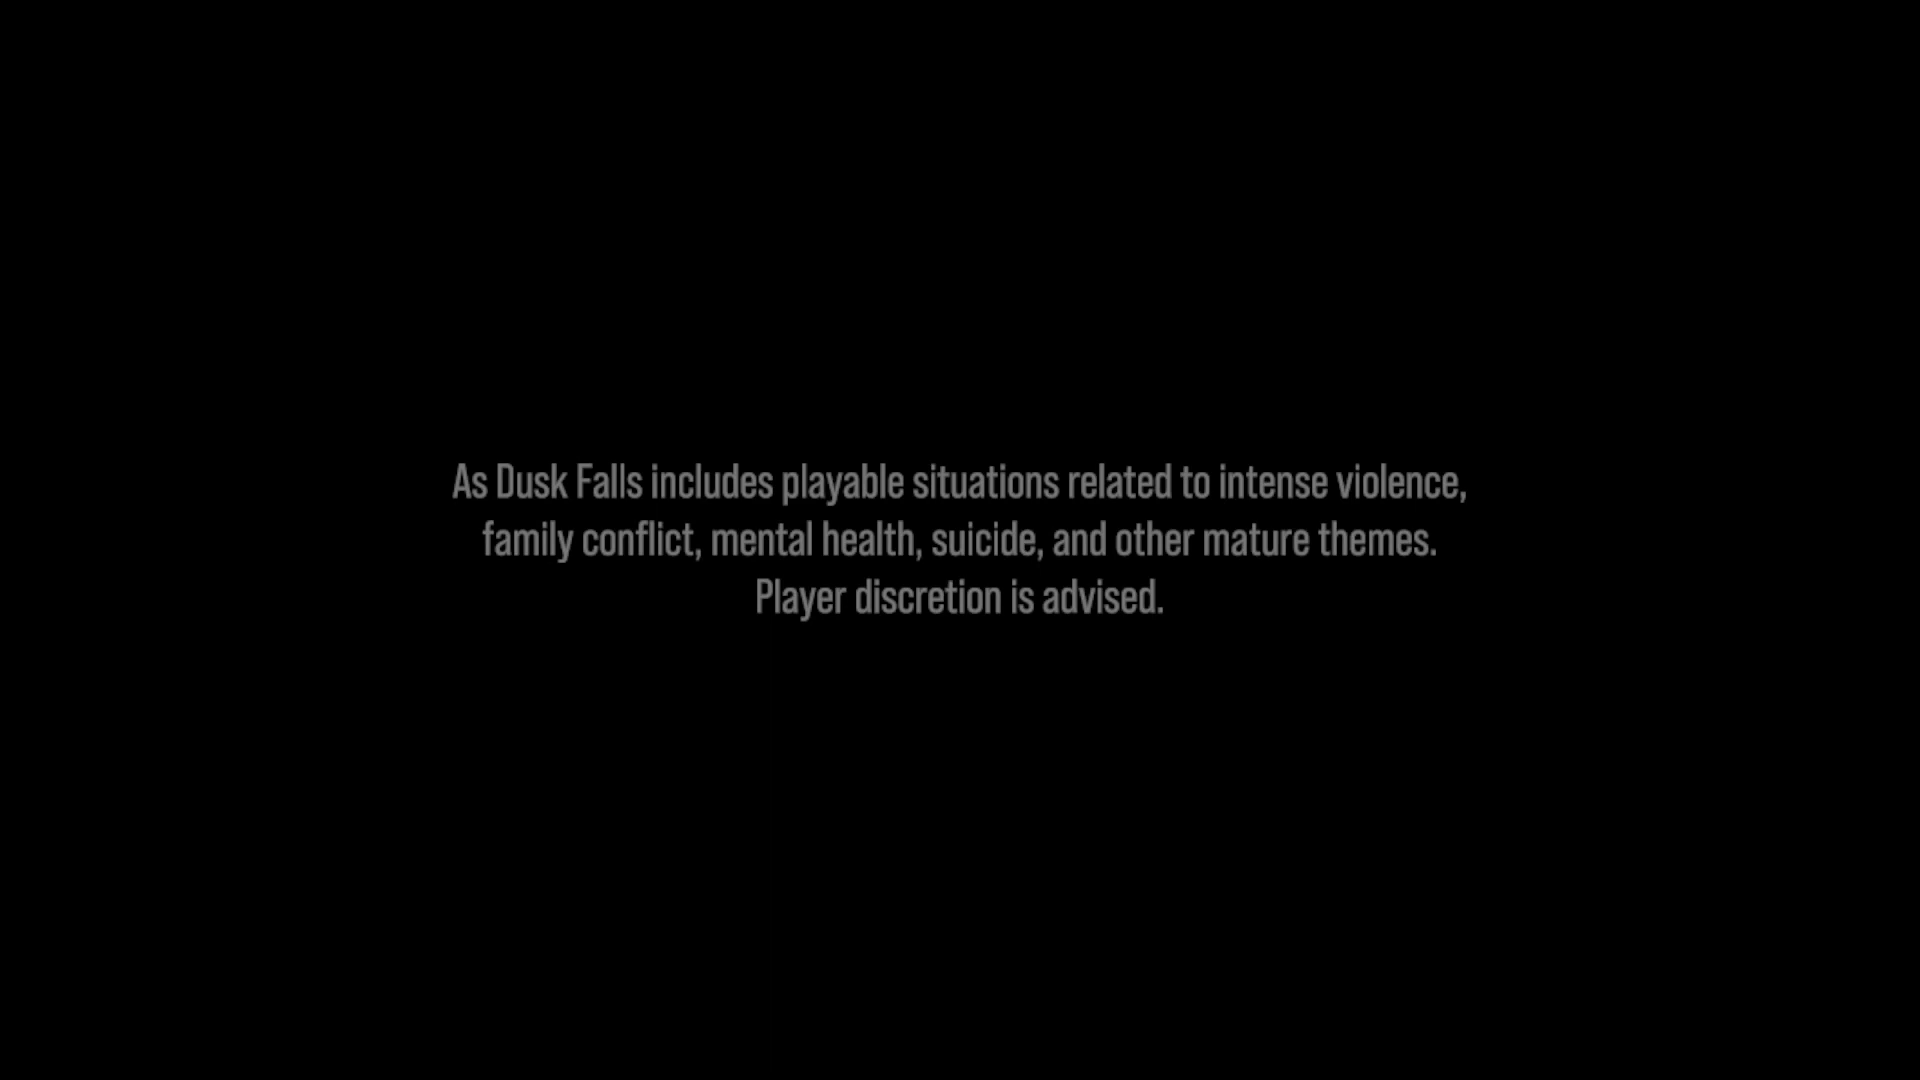 As Dusk Falls includes playable situations related to intense violence,
family conflict, mental health, suicide, and other mature themes.
Player discretion is advised.